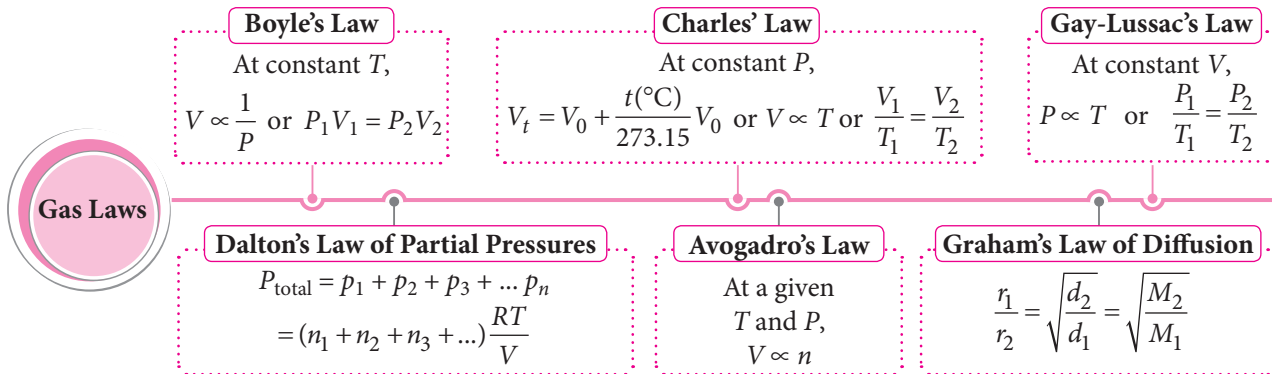 Gas Laws
Boyle's Law
At constant T,
V ∝ 1/P or P₁V₁ = P₂V₂
Charles' Law
At constant P,
Vₜ = V₀ + t(°C)/273.15 V₀ or V ∝ T or V₁/T₁ = V₂/T₂
Gay-Lussac's Law
At constant V,
P ∝ T or P₁/T₁ = P₂/T₂
Dalton's Law of Partial Pressures
P_total = p₁ + p₂ + p₃ + ... pₙ
= (n₁ + n₂ + n₃ + ...) RT/V
Avogadro's Law
At a given
T and P,
V ∝ n
Graham's Law of Diffusion
r₁/r₂ = √(d₂/d₁) = √(M₂/M₁)